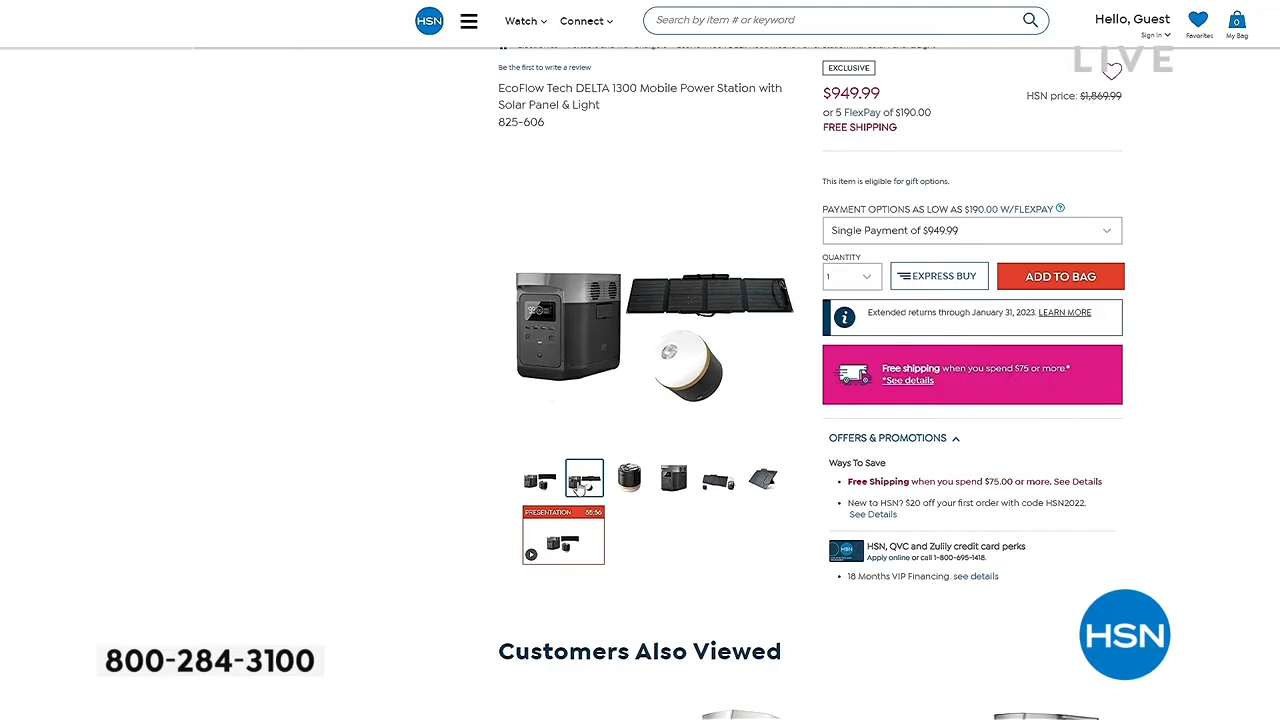 HSN
Watch
Connect
Search by item # or keyword
Hello, Guest
Sign In
Favorites
0
My Bag
LIVE
Be the first to write a review
EcoFlow Tech DELTA 1300 Mobile Power Station with
Solar Panel & Light
825-606
EXCLUSIVE
$949.99
HSN price: $1,869.99
or 5 FlexPay of $190.00
FREE SHIPPING
This item is eligible for gift options.
PAYMENT OPTIONS AS LOW AS $190.00 W/FLEXPAY ?
Single Payment of $949.99
QUANTITY
1
EXPRESS BUY
ADD TO BAG
i
Extended returns through January 31, 2023. LEARN MORE
Free shipping when you spend $75 or more.*
*See details
OFFERS & PROMOTIONS
Ways To Save
Free Shipping when you spend $75.00 or more. See Details
New to HSN? $20 off your first order with code HSN2022.
See Details
HSN, QVC and Zulily credit card perks
Apply online or call 1-800-695-1418.
18 Months VIP Financing. see details
PRESENTATION
Customers Also Viewed
800-284-3100
HSN